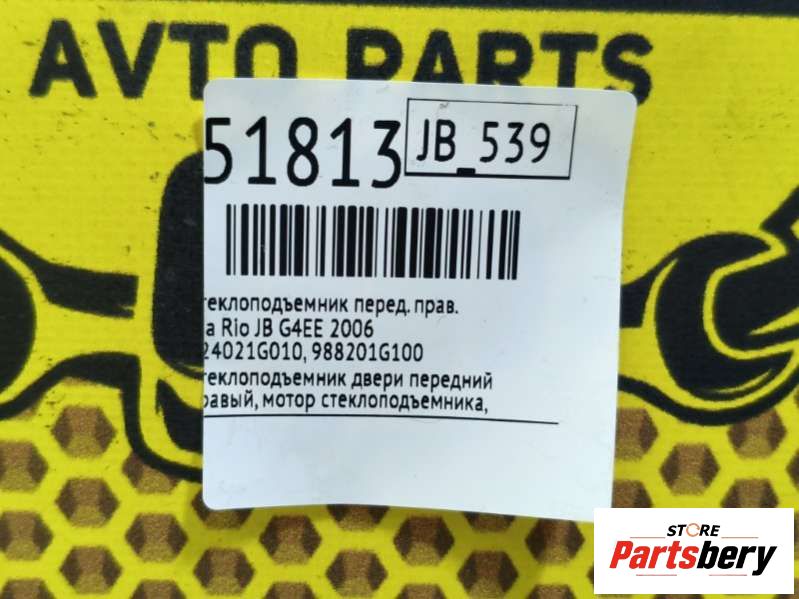 AVTO PARTS
51813 JB_539
теклоподъемник перед. прав.
a Rio JB G4EE 2006
24021G010, 988201G100
теклоподъемник двери передний
равый, мотор стеклоподъемника,
STORE
Partsbery